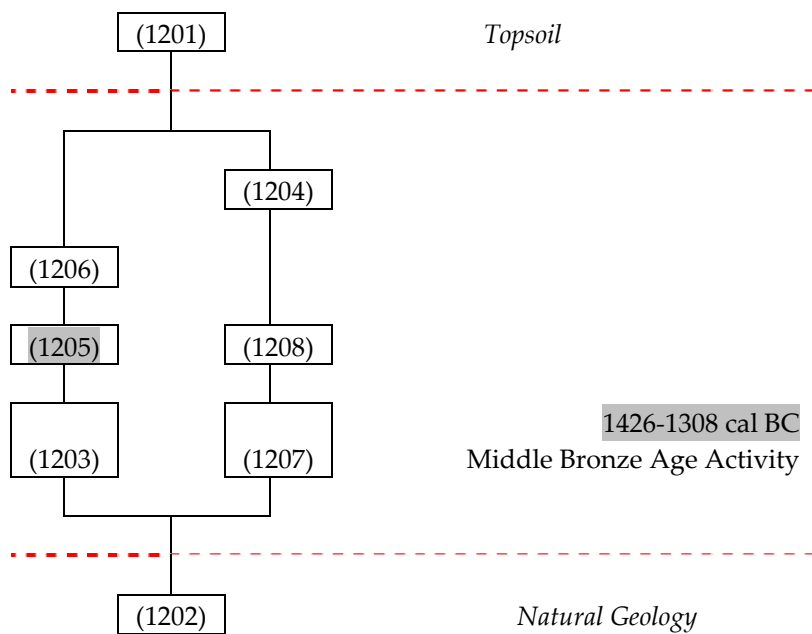 (1201) Topsoil
(1204)
(1206)
(1205) (1208)
1426-1308 cal BC
(1203) (1207) Middle Bronze Age Activity
(1202) Natural Geology